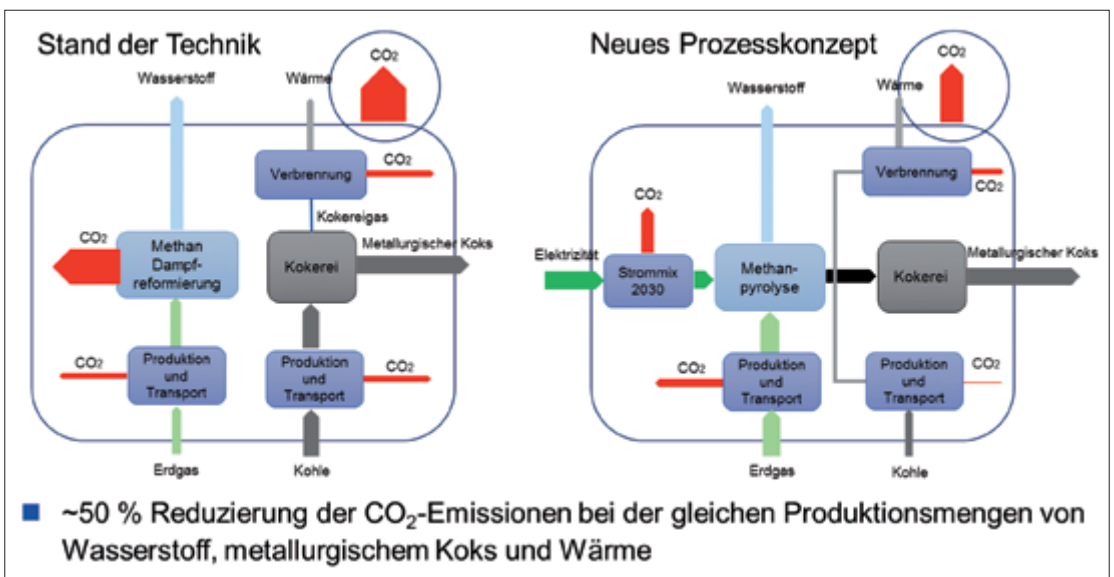 Stand der Technik
CO₂
Wasserstoff
Wärme
Verbrennung
CO₂
Kokereigas
CO₂
Methan
Dampf-
reformierung
Kokerei
Metallurgischer Koks
CO₂
Produktion
und
Transport
Produktion
und
Transport
CO₂
Erdgas
Kohle
Neues Prozesskonzept
CO₂
Wasserstoff
Wärme
Verbrennung
CO₂
CO₂
Elektrizität
Strommix
2030
Methan-
pyrolyse
Kokerei
Metallurgischer Koks
CO₂
Produktion
und
Transport
Produktion
und
Transport
CO₂
Erdgas
Kohle
~50 % Reduzierung der CO₂-Emissionen bei der gleichen Produktionsmengen von
Wasserstoff, metallurgischem Koks und Wärme